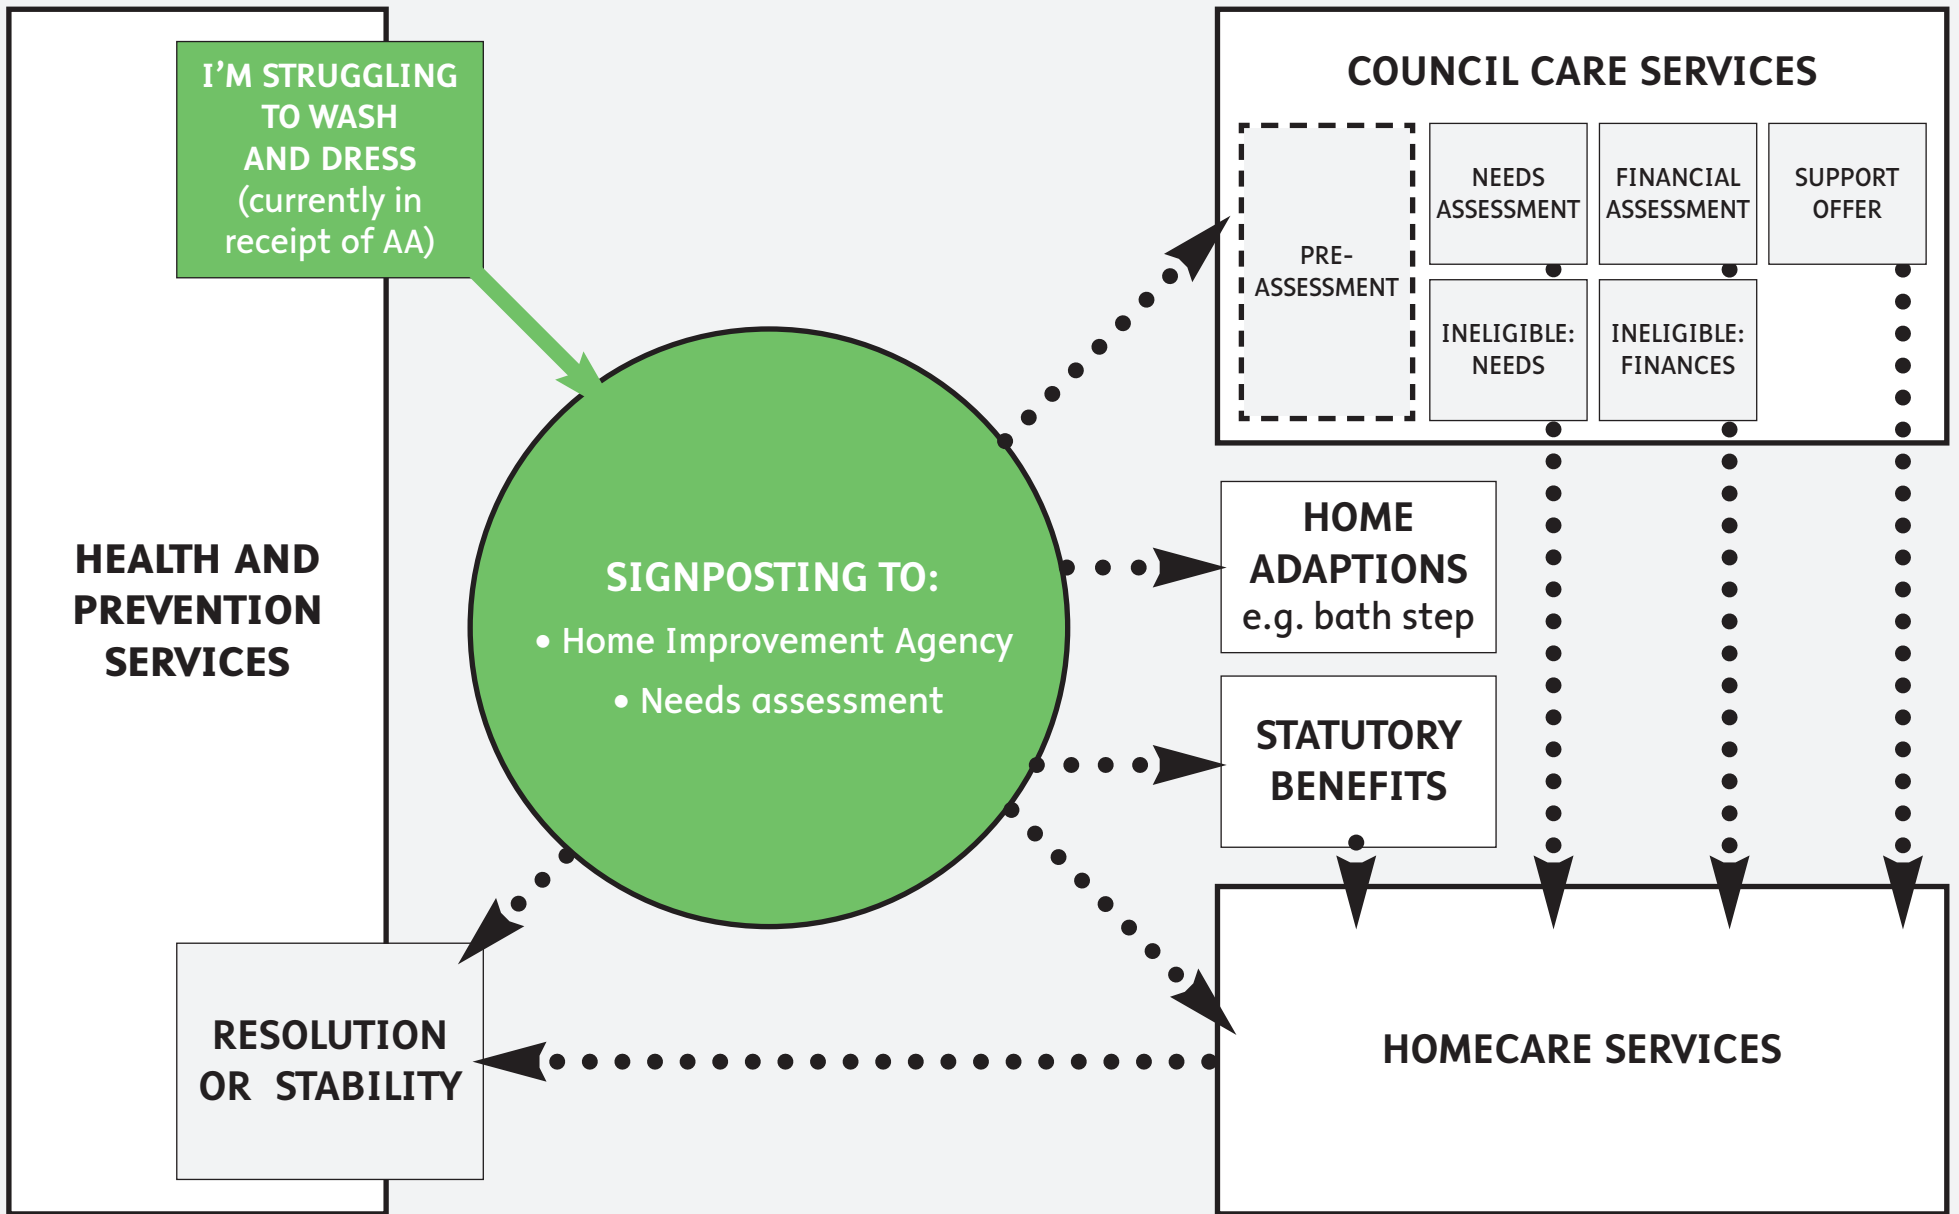 I'M STRUGGLING
TO WASH
AND DRESS
(currently in
receipt of AA)
HEALTH AND
PREVENTION
SERVICES
SIGNPOSTING TO:
• Home Improvement Agency
• Needs assessment
RESOLUTION
OR STABILITY
COUNCIL CARE SERVICES
PRE-
ASSESSMENT
NEEDS
ASSESSMENT
FINANCIAL
ASSESSMENT
SUPPORT
OFFER
INELIGIBLE:
NEEDS
INELIGIBLE:
FINANCES
HOME
ADAPTIONS
e.g. bath step
STATUTORY
BENEFITS
HOMECARE SERVICES